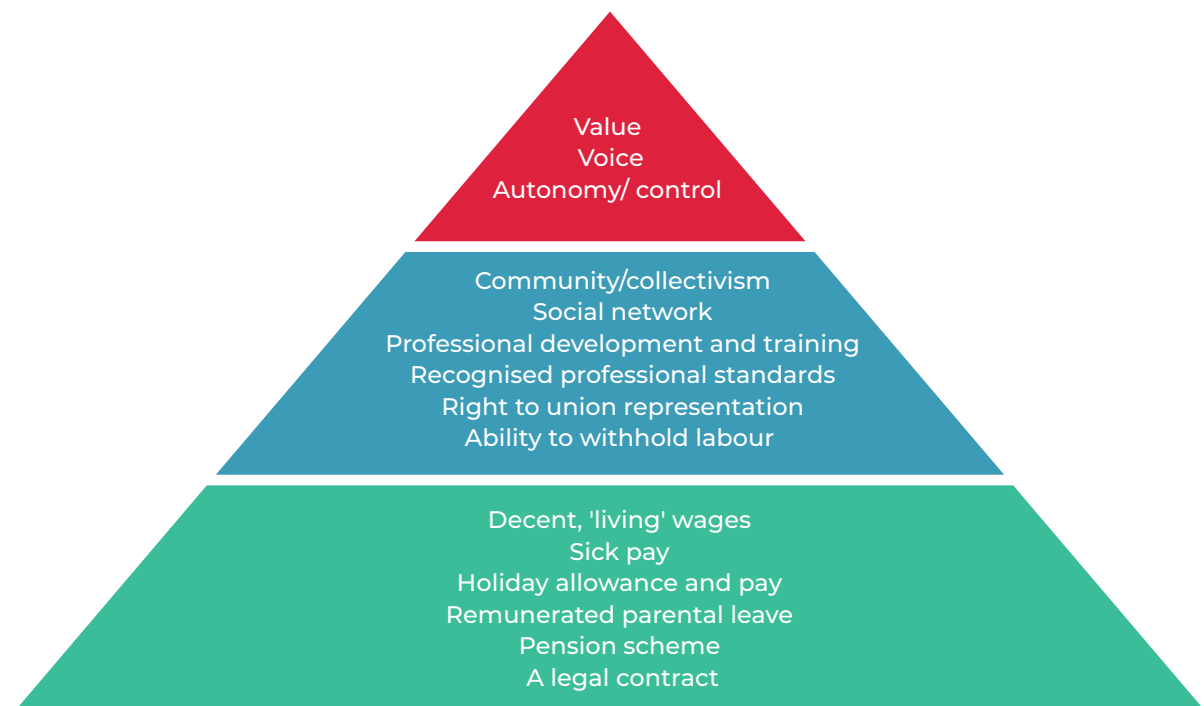 Value
Voice
Autonomy/ control
Community/collectivism
Social network
Professional development and training
Recognised professional standards
Right to union representation
Ability to withhold labour
Decent, 'living' wages
Sick pay
Holiday allowance and pay
Remunerated parental leave
Pension scheme
A legal contract